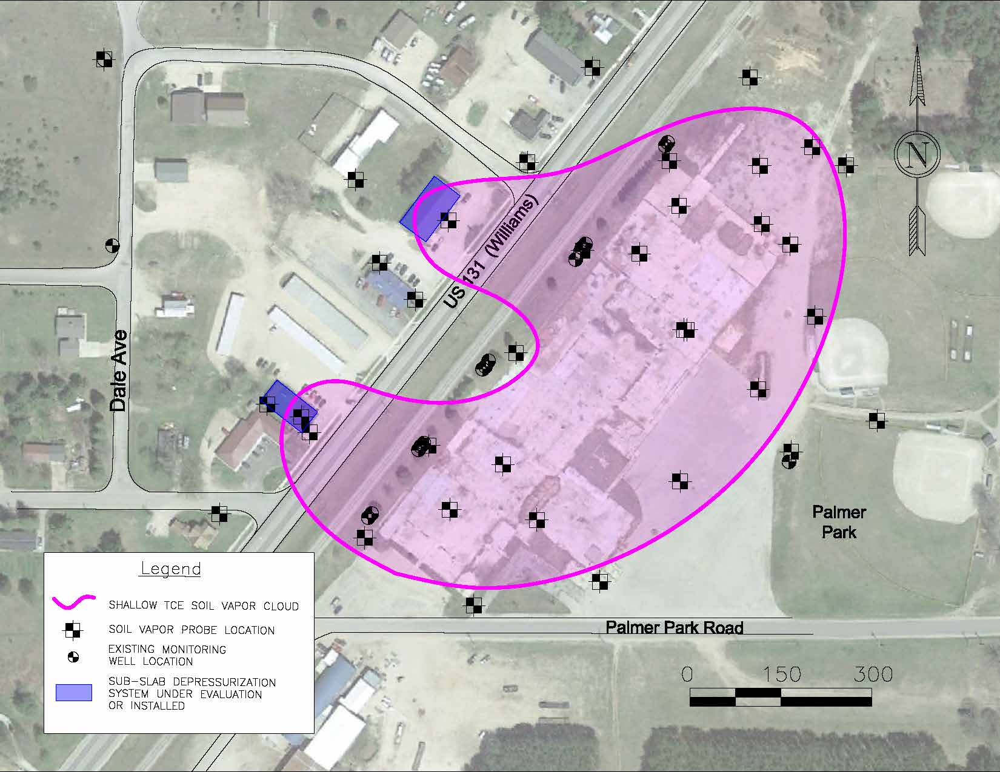 N
US 131 (Williams)
Dale Ave
Palmer
Park
Legend
SHALLOW TCE SOIL VAPOR CLOUD
SOIL VAPOR PROBE LOCATION
EXISTING MONITORING
WELL LOCATION
SUB-SLAB DEPRESSURIZATION
SYSTEM UNDER EVALUATION
OR INSTALLED
Palmer Park Road
0 150 300